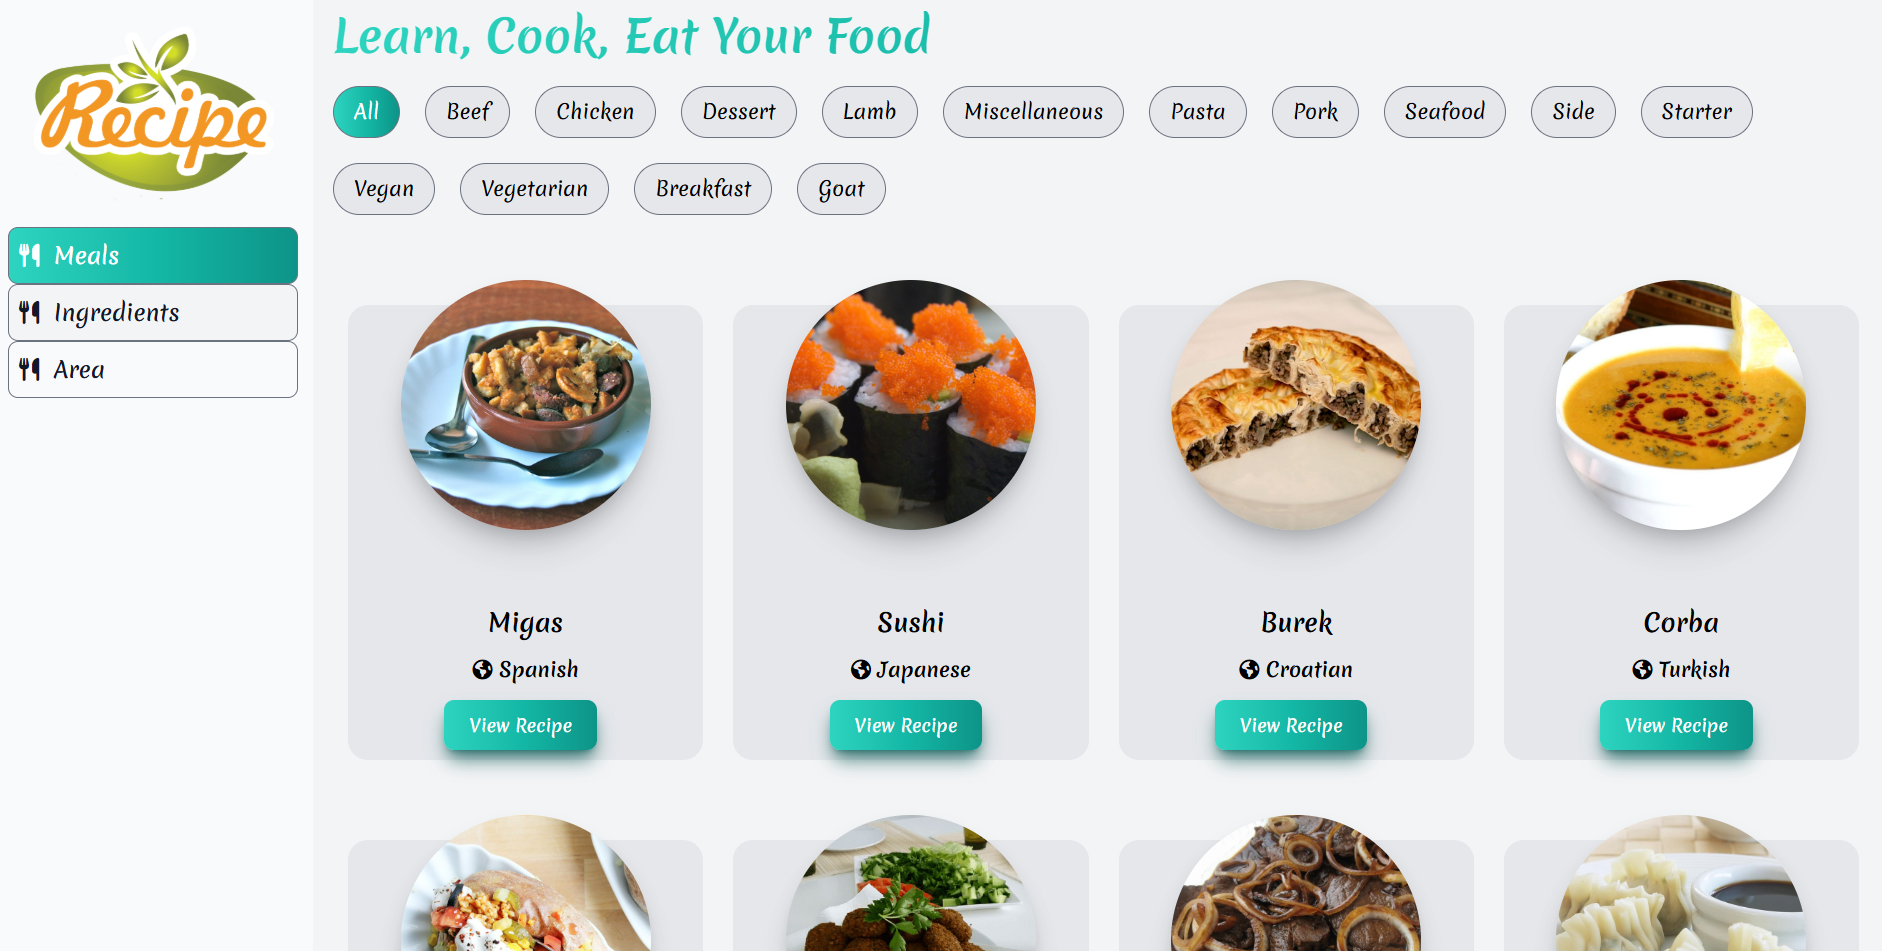 Recipe
Meals
Ingredients
Area
Learn, Cook, Eat Your Food
All Beef Chicken Dessert Lamb Miscellaneous Pasta Pork Seafood Side Starter
Vegan Vegetarian Breakfast Goat
Migas Sushi Burek Corba
Spanish Japanese Croatian Turkish
View Recipe View Recipe View Recipe View Recipe